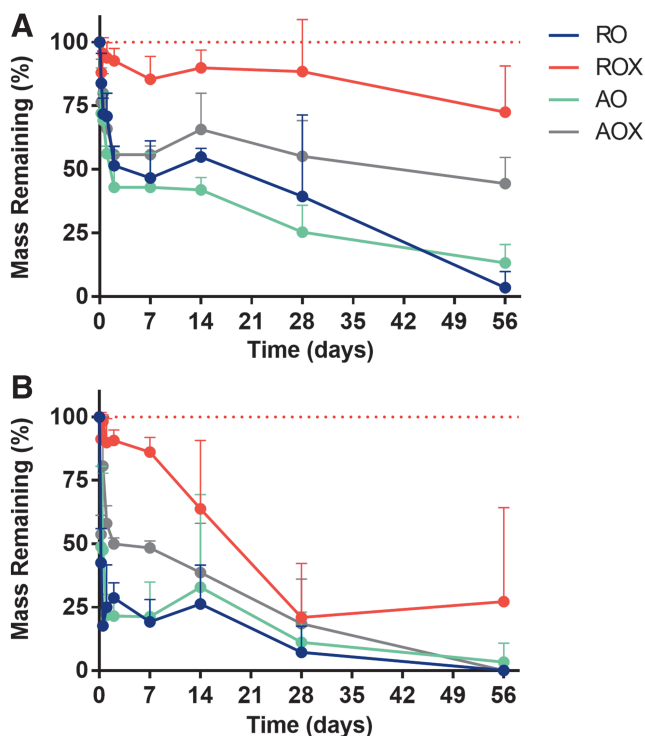 A
Mass Remaining (%)
100
75
50
25
0
0 7 14 21 28 35 42 49 56
Time (days)
RO
ROX
AO
AOX
B
Mass Remaining (%)
100
75
50
25
0
0 7 14 21 28 35 42 49 56
Time (days)